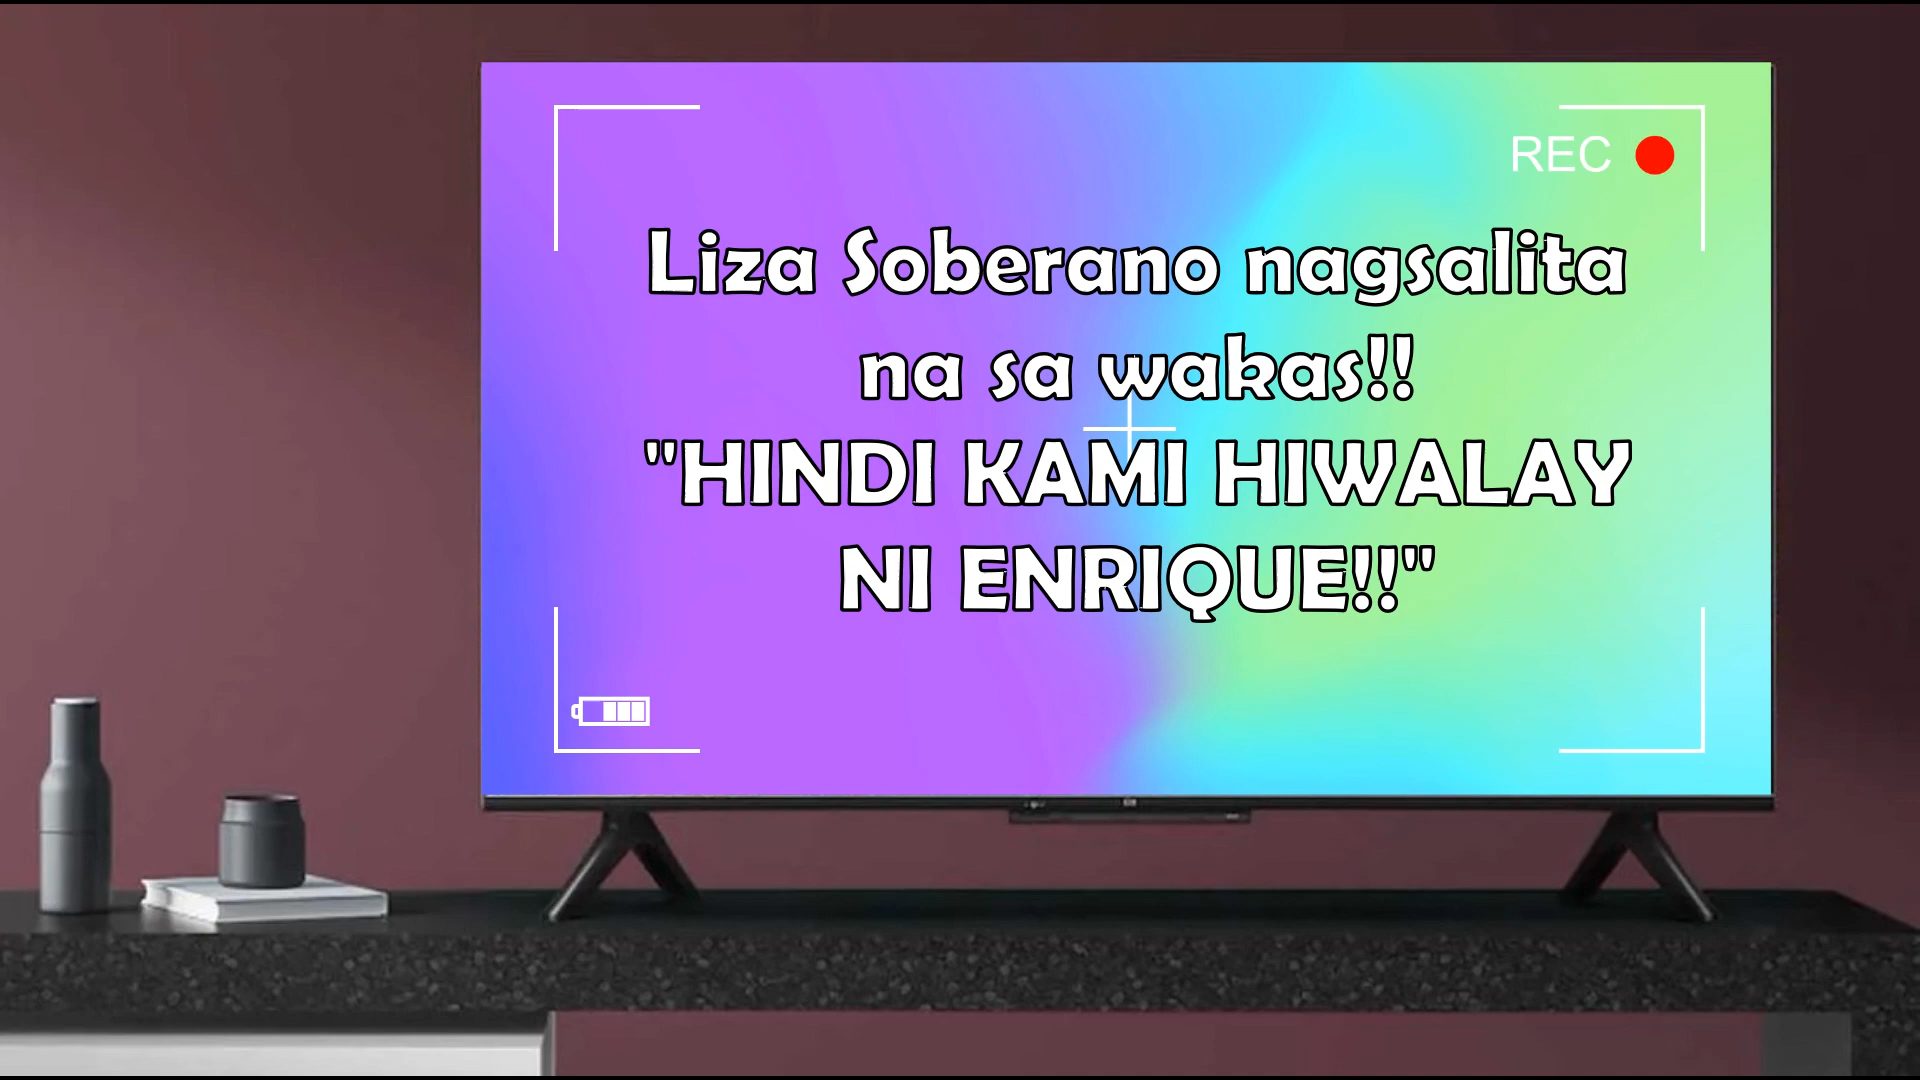 REC
Liza Soberano nagsalita
na sa wakas!!
"HINDI KAMI HIWALAY
NI ENRIQUE!!"